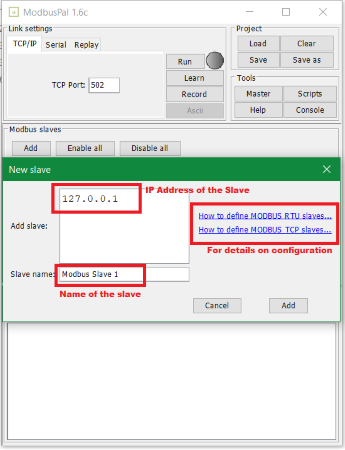 ModbusPal 1.6c
Link settings
TCP/IP Serial Replay
TCP Port: 502
Run
Learn
Record
Ascii
Project
Load Clear
Save Save as
Tools
Master Scripts
Help Console
Modbus slaves
Add Enable all Disable all
New slave
127.0.0.1
IP Address of the Slave
Add slave:
How to define MODBUS RTU slaves...
How to define MODBUS TCP slaves...
For details on configuration
Slave name: Modbus Slave 1
Name of the slave
Cancel Add